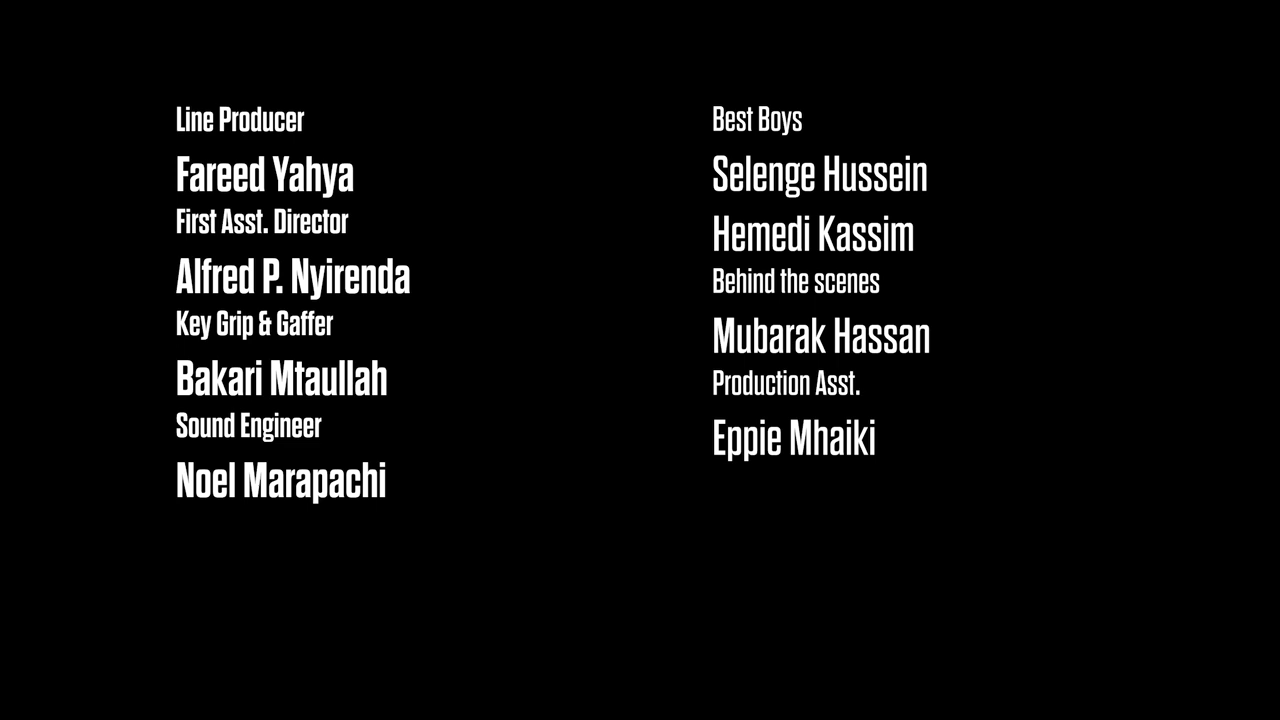 Line Producer
Fareed Yahya
First Asst. Director
Alfred P. Nyirenda
Key Grip & Gaffer
Bakari Mtaullah
Sound Engineer
Noel Marapachi
Best Boys
Selenge Hussein
Hemedi Kassim
Behind the scenes
Mubarak Hassan
Production Asst.
Eppie Mhaiki